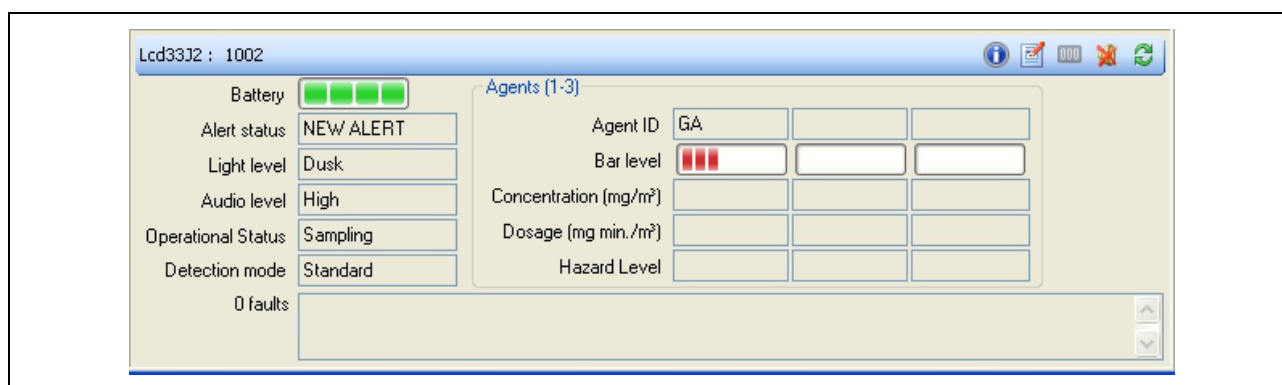 Lcd33J2 : 1002
Battery
Alert status NEW ALERT
Light level Dusk
Audio level High
Operational Status Sampling
Detection mode Standard
0 faults
Agents (1-3)
Agent ID GA
Bar level
Concentration (mg/m³)
Dosage (mg min./m³)
Hazard Level